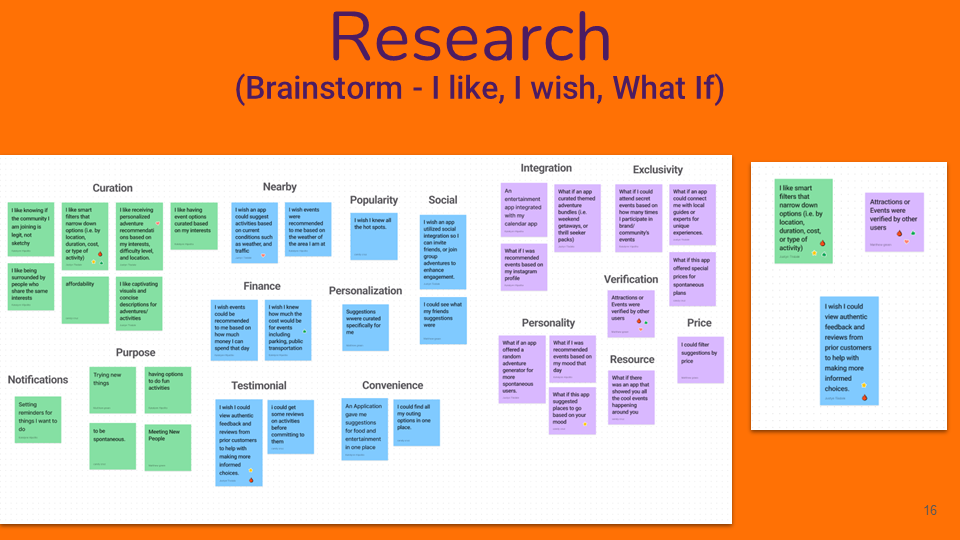 Research
(Brainstorm - I like, I wish, What If)
Curation
I like knowing if
the community I
am joining is
legit, not
sketchy
I like smart
filters that
narrow down
options (i.e. by
location,
duration, cost,
or type of
activity)
I like receiving
personalized
adventure
recommendati
ons based on
my interests,
difficulty level,
and location.
I like having
event options
curated based
on my interests
I like being
surrounded by
people who
share the same
interests
affordability
I like captivating
visuals and
concise
descriptions for
adventures/
activities
Purpose
Trying new
things
having options
to do fun
activities
to be
spontaneous.
Meeting New
People
Notifications
Setting
reminders for
things I want to
do
Nearby
I wish an app
could suggest
activities based
on current
conditions such
as weather, and
traffic
I wish events
were
recommended
to me based on
the weather of
the area I am at
Finance
I wish events
could be
recommended
to me based on
how much
money I can
spend that day
I wish I knew
how much the
cost would be
for events
including
parking, public
transportation
Testimonial
I wish I could
view authentic
feedback and
reviews from
prior customers
to help with
making more
informed
choices.
I could get
some reviews
on activities
before
committing to
them
Popularity
I wish I knew all
the hot spots.
Social
I wish an app
utilized social
integration so I
can invite
friends, or join
group
adventures to
enhance
engagement.
I could see what
my friends
suggestions
were
Personalization
Suggestions
wwere curated
specifically for
me
Convenience
An Application
gave me
suggestions
for food and
entertainment
in one place
I could find all
my outing
options in one
place.
Integration
An
entertainment
app integrated
with my
calendar app
What if an app
curated themed
adventure
bundles (i.e.
weekend
getaways, or
thrill seeker
packs)
What if I was
recommended
events based on
my instagram
profile
Exclusivity
What if I could
attend secret
events based on
how many times
I participate in
brand/
community's
events
What if an app
could connect
me with local
guides or
experts for
unique
experiences.
What if this app
offered special
prices for
spontaneous
plans
Verification
Attractions or
Events were
verified by other
users
Personality
What if an app
offered a
random
adventure
generator for
more
spontaneous
users.
What if I was
recommended
events based on
my mood that
day
What if this app
suggested
places to go
based on your
mood
Resource
What if there
was an app that
showed you all
the cool events
happening
around you
Price
I could filter
suggestions by
price
I like smart
filters that
narrow down
options (i.e. by
location,
duration, cost,
or type of
activity)
Attractions or
Events were
verified by other
users
I wish I could
view authentic
feedback and
reviews from
prior customers
to help with
making more
informed
choices.
16